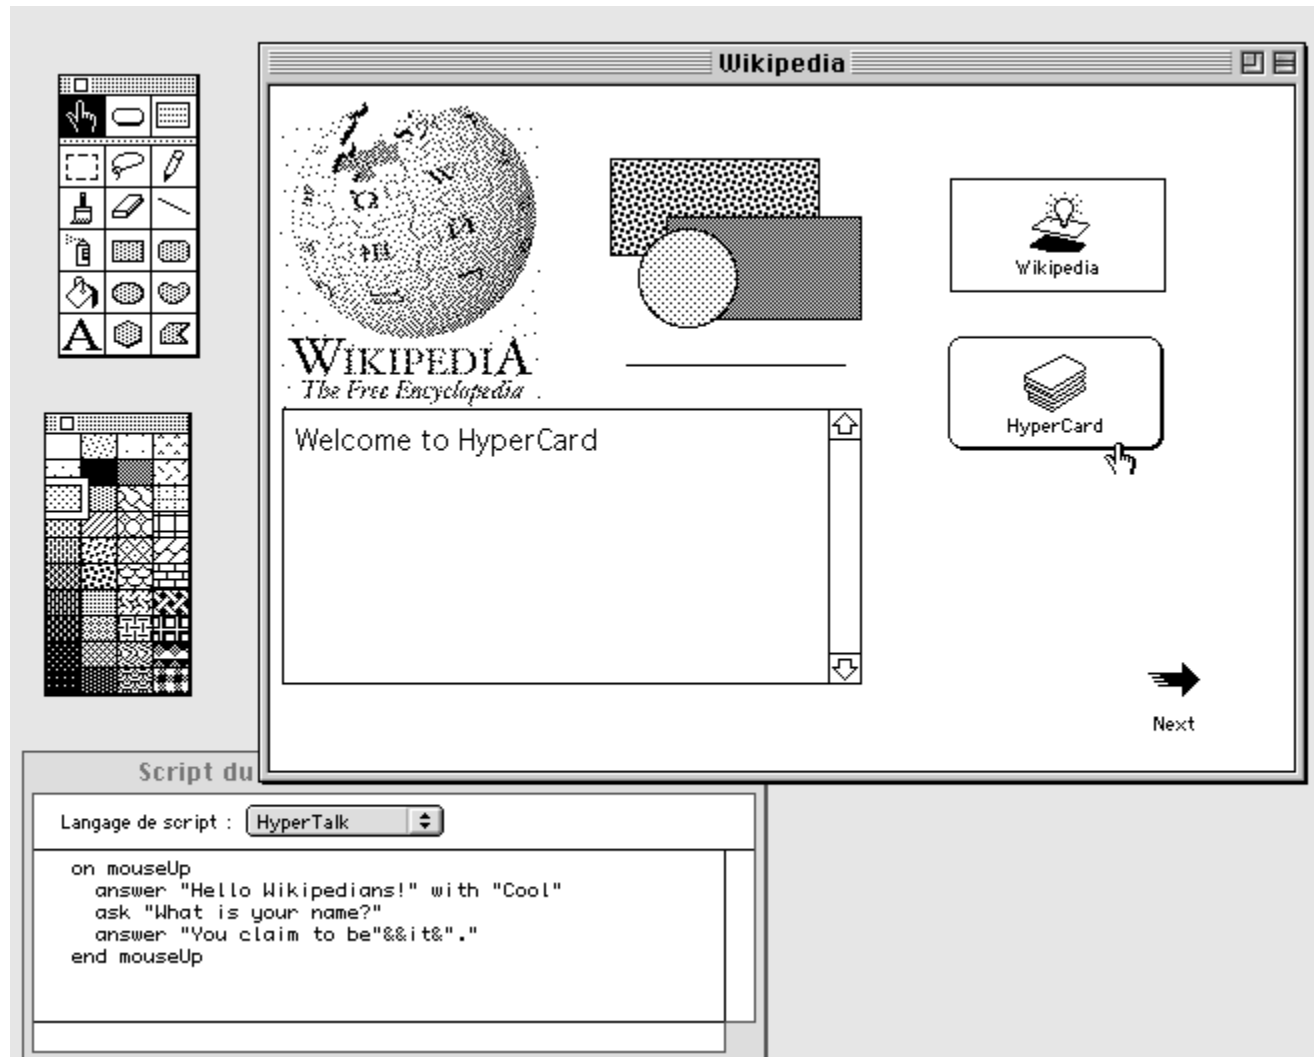 Wikipedia
WIKIPEDIA
The Free Encyclopedia
Wikipedia
HyperCard
Welcome to HyperCard
Next
Script du
Langage de script : HyperTalk
on mouseUp
answer "Hello Wikipedians!" with "Cool"
ask "What is your name?"
answer "You claim to be"&&it&"."
end mouseUp
A